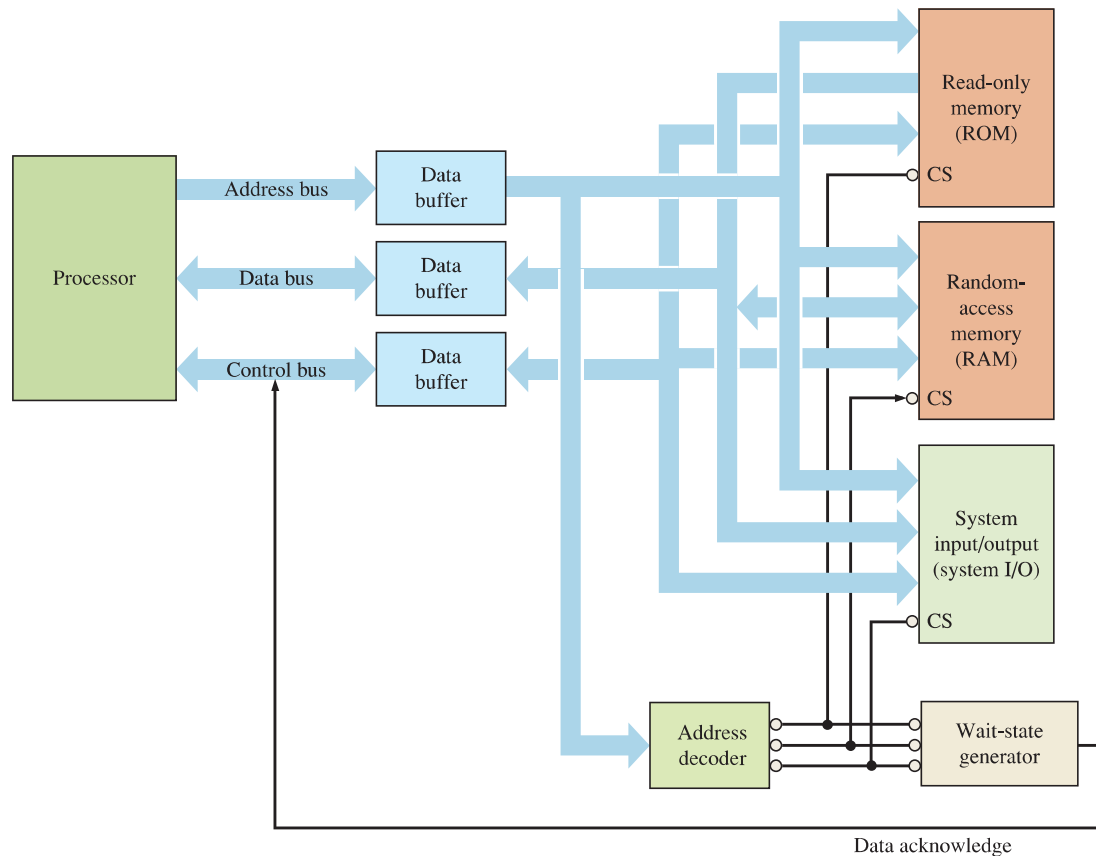 Read-only
memory
(ROM)
CS
Processor
Address bus
Data
buffer
Data bus
Data
buffer
Control bus
Data
buffer
Random-
access
memory
(RAM)
CS
System
input/output
(system I/O)
CS
Address
decoder
Wait-state
generator
Data acknowledge